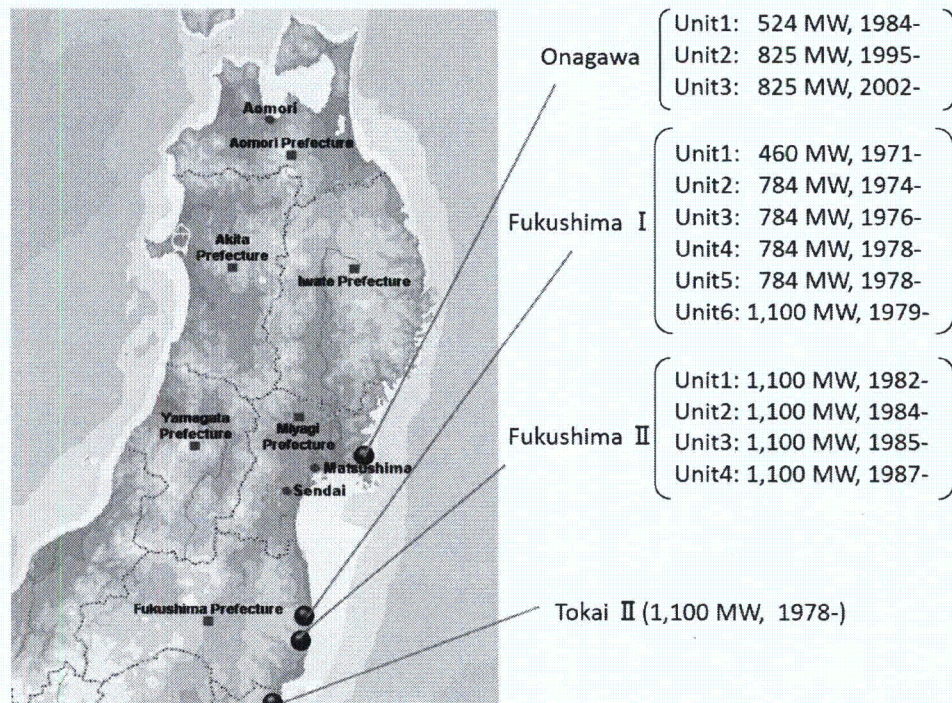 Onagawa
Unit1: 524 MW, 1984-
Unit2: 825 MW, 1995-
Unit3: 825 MW, 2002-
Fukushima Ⅰ
Unit1: 460 MW, 1971-
Unit2: 784 MW, 1974-
Unit3: 784 MW, 1976-
Unit4: 784 MW, 1978-
Unit5: 784 MW, 1978-
Unit6: 1,100 MW, 1979-
Fukushima Ⅱ
Unit1: 1,100 MW, 1982-
Unit2: 1,100 MW, 1984-
Unit3: 1,100 MW, 1985-
Unit4: 1,100 MW, 1987-
Tokai Ⅱ (1,100 MW, 1978-)
Aomori
Aomori Prefecture
Akita
Prefecture
Iwate Prefecture
Yamagata
Prefecture
Miyagi
Prefecture
Matsushima
Sendai
Fukushima Prefecture